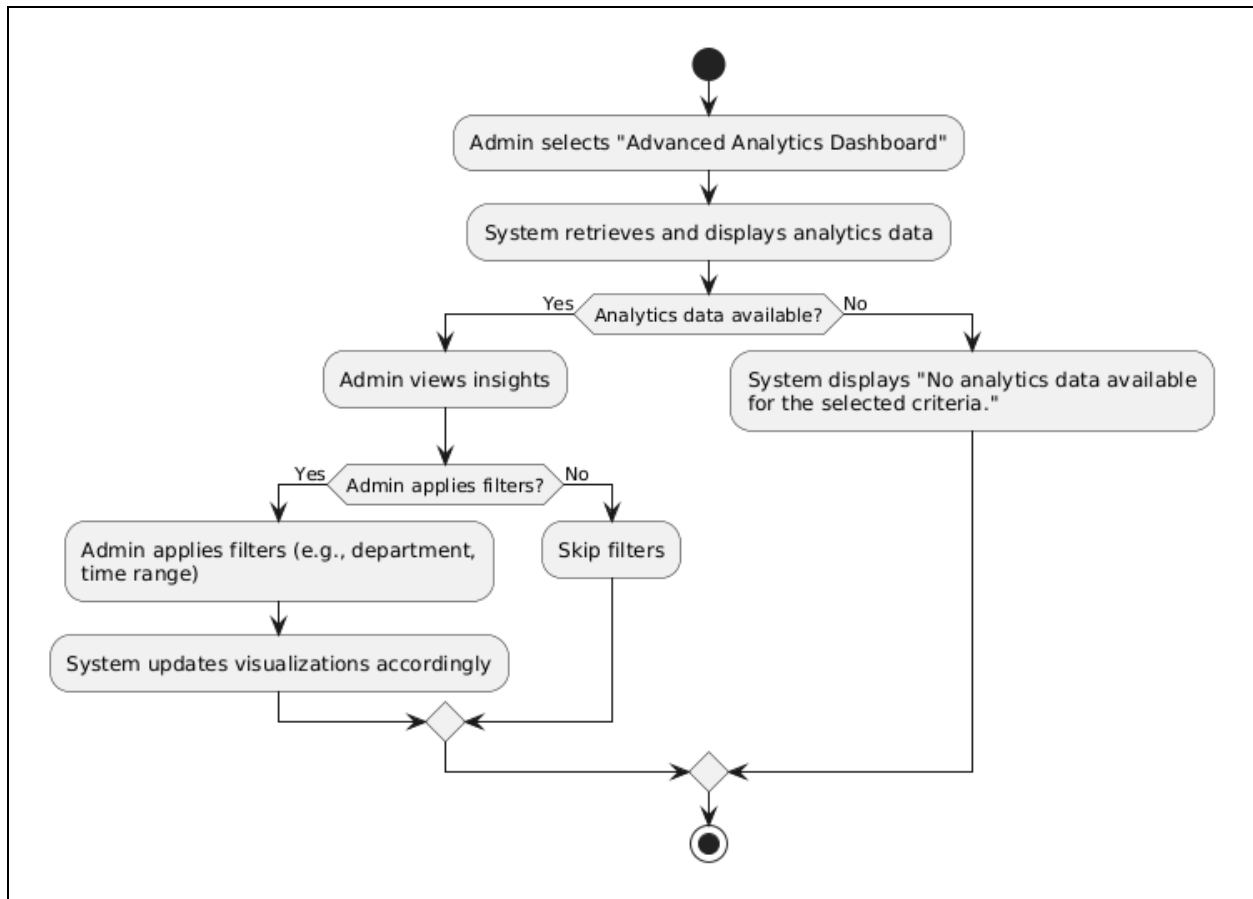 Admin selects "Advanced Analytics Dashboard"
System retrieves and displays analytics data
Yes
Analytics data available?
No
Admin views insights
System displays "No analytics data available
for the selected criteria."
Yes
Admin applies filters?
No
Admin applies filters (e.g., department,
time range)
Skip filters
System updates visualizations accordingly